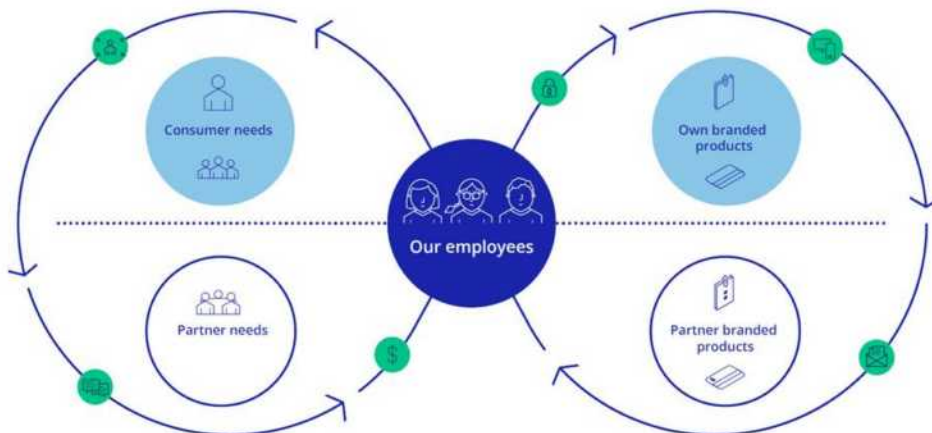 Consumer needs
Own branded
products
Our employees
Partner needs
Partner branded
products
$